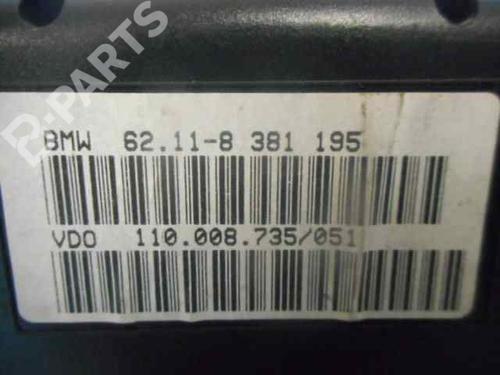 BMW 62.11-8 381 195
VDO 110.008.735/051
B-PARTS